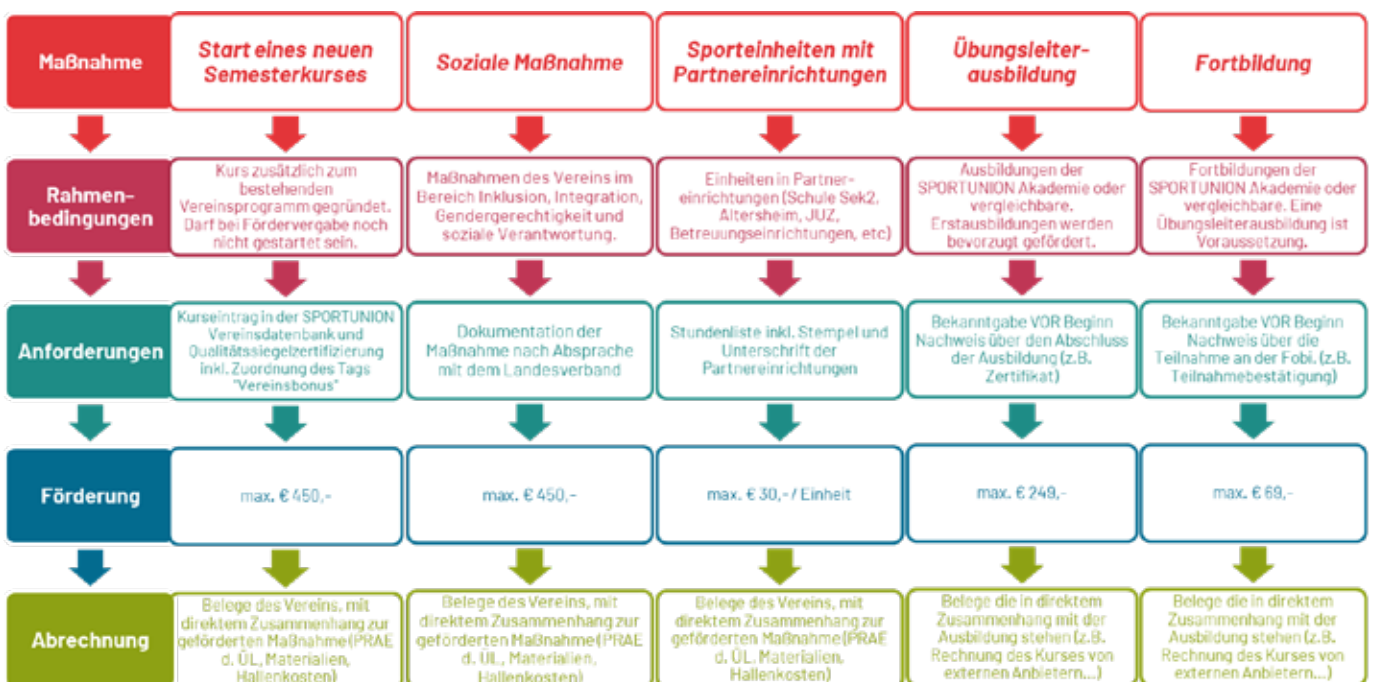 Maßnahme
Start eines neuen
Semesterkurses
Soziale Maßnahme
Sporteinheiten mit
Partnereinrichtungen
Übungsleiter-
ausbildung
Fortbildung
Rahmen-
bedingungen
Kurs zusätzlich zum
bestehenden
Vereinsprogramm gegründet.
Darf bei Fördervergabe noch
nicht gestartet sein.
Maßnahmen des Vereins im
Bereich Inklusion, Integration,
Gendergerechtigkeit und
soziale Verantwortung.
Einheiten in Partner-
einrichtungen (Schule Sek2,
Altersheim, JUZ,
Betreuungseinrichtungen, etc)
Ausbildungen der
SPORTUNION Akademie oder
vergleichbare.
Erstausbildungen werden
bevorzugt gefördert.
Fortbildungen der
SPORTUNION Akademie oder
vergleichbare. Eine
Übungsleiterausbildung ist
Voraussetzung.
Anforderungen
Kurseintrag in der SPORTUNION
Vereinsdatenbank und
Qualitätssiegelzertifizierung
inkl. Zuordnung des Tags
"Vereinsbonus"
Dokumentation der
Maßnahme nach Absprache
mit dem Landesverband
Stundenliste inkl. Stempel und
Unterschrift der
Partnereinrichtungen
Bekanntgabe VOR Beginn
Nachweis über den Abschluss
der Ausbildung (z.B.
Zertifikat)
Bekanntgabe VOR Beginn
Nachweis über die
Teilnahme an der Fobi. (z.B.
Teilnahmebestätigung)
Förderung
max. € 450,-
max. € 450,-
max. € 30,- / Einheit
max. € 249,-
max. € 69,-
Abrechnung
Belege des Vereins, mit
direktem Zusammenhang zur
geförderten Maßnahme (PRAE
d. ÜL, Materialien,
Hallenkosten)
Belege des Vereins, mit
direktem Zusammenhang zur
geförderten Maßnahme(PRAE
d. ÜL, Materialien,
Hallenkosten)
Belege des Vereins, mit
direktem Zusammenhang zur
geförderten Maßnahme (PRAE
d. ÜL, Materialien,
Hallenkosten)
Belege die in direktem
Zusammenhang mit der
Ausbildung stehen (z.B.
Rechnung des Kurses von
externen Anbietern...)
Belege die in direktem
Zusammenhang mit der
Ausbildung stehen (z.B.
Rechnung des Kurses von
externen Anbietern...)